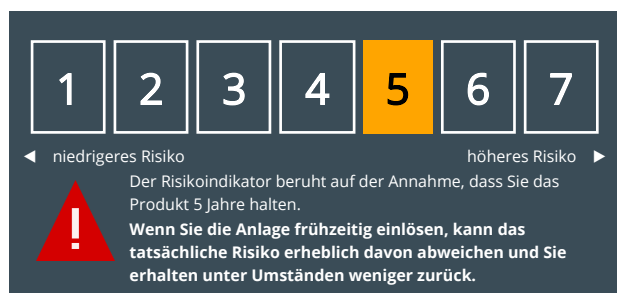 1 2 3 4 5 6 7
◄ niedrigeres Risiko höheres Risiko ►
Der Risikoindikator beruht auf der Annahme, dass Sie das
Produkt 5 Jahre halten.
!
Wenn Sie die Anlage frühzeitig einlösen, kann das
tatsächliche Risiko erheblich davon abweichen und Sie
erhalten unter Umständen weniger zurück.